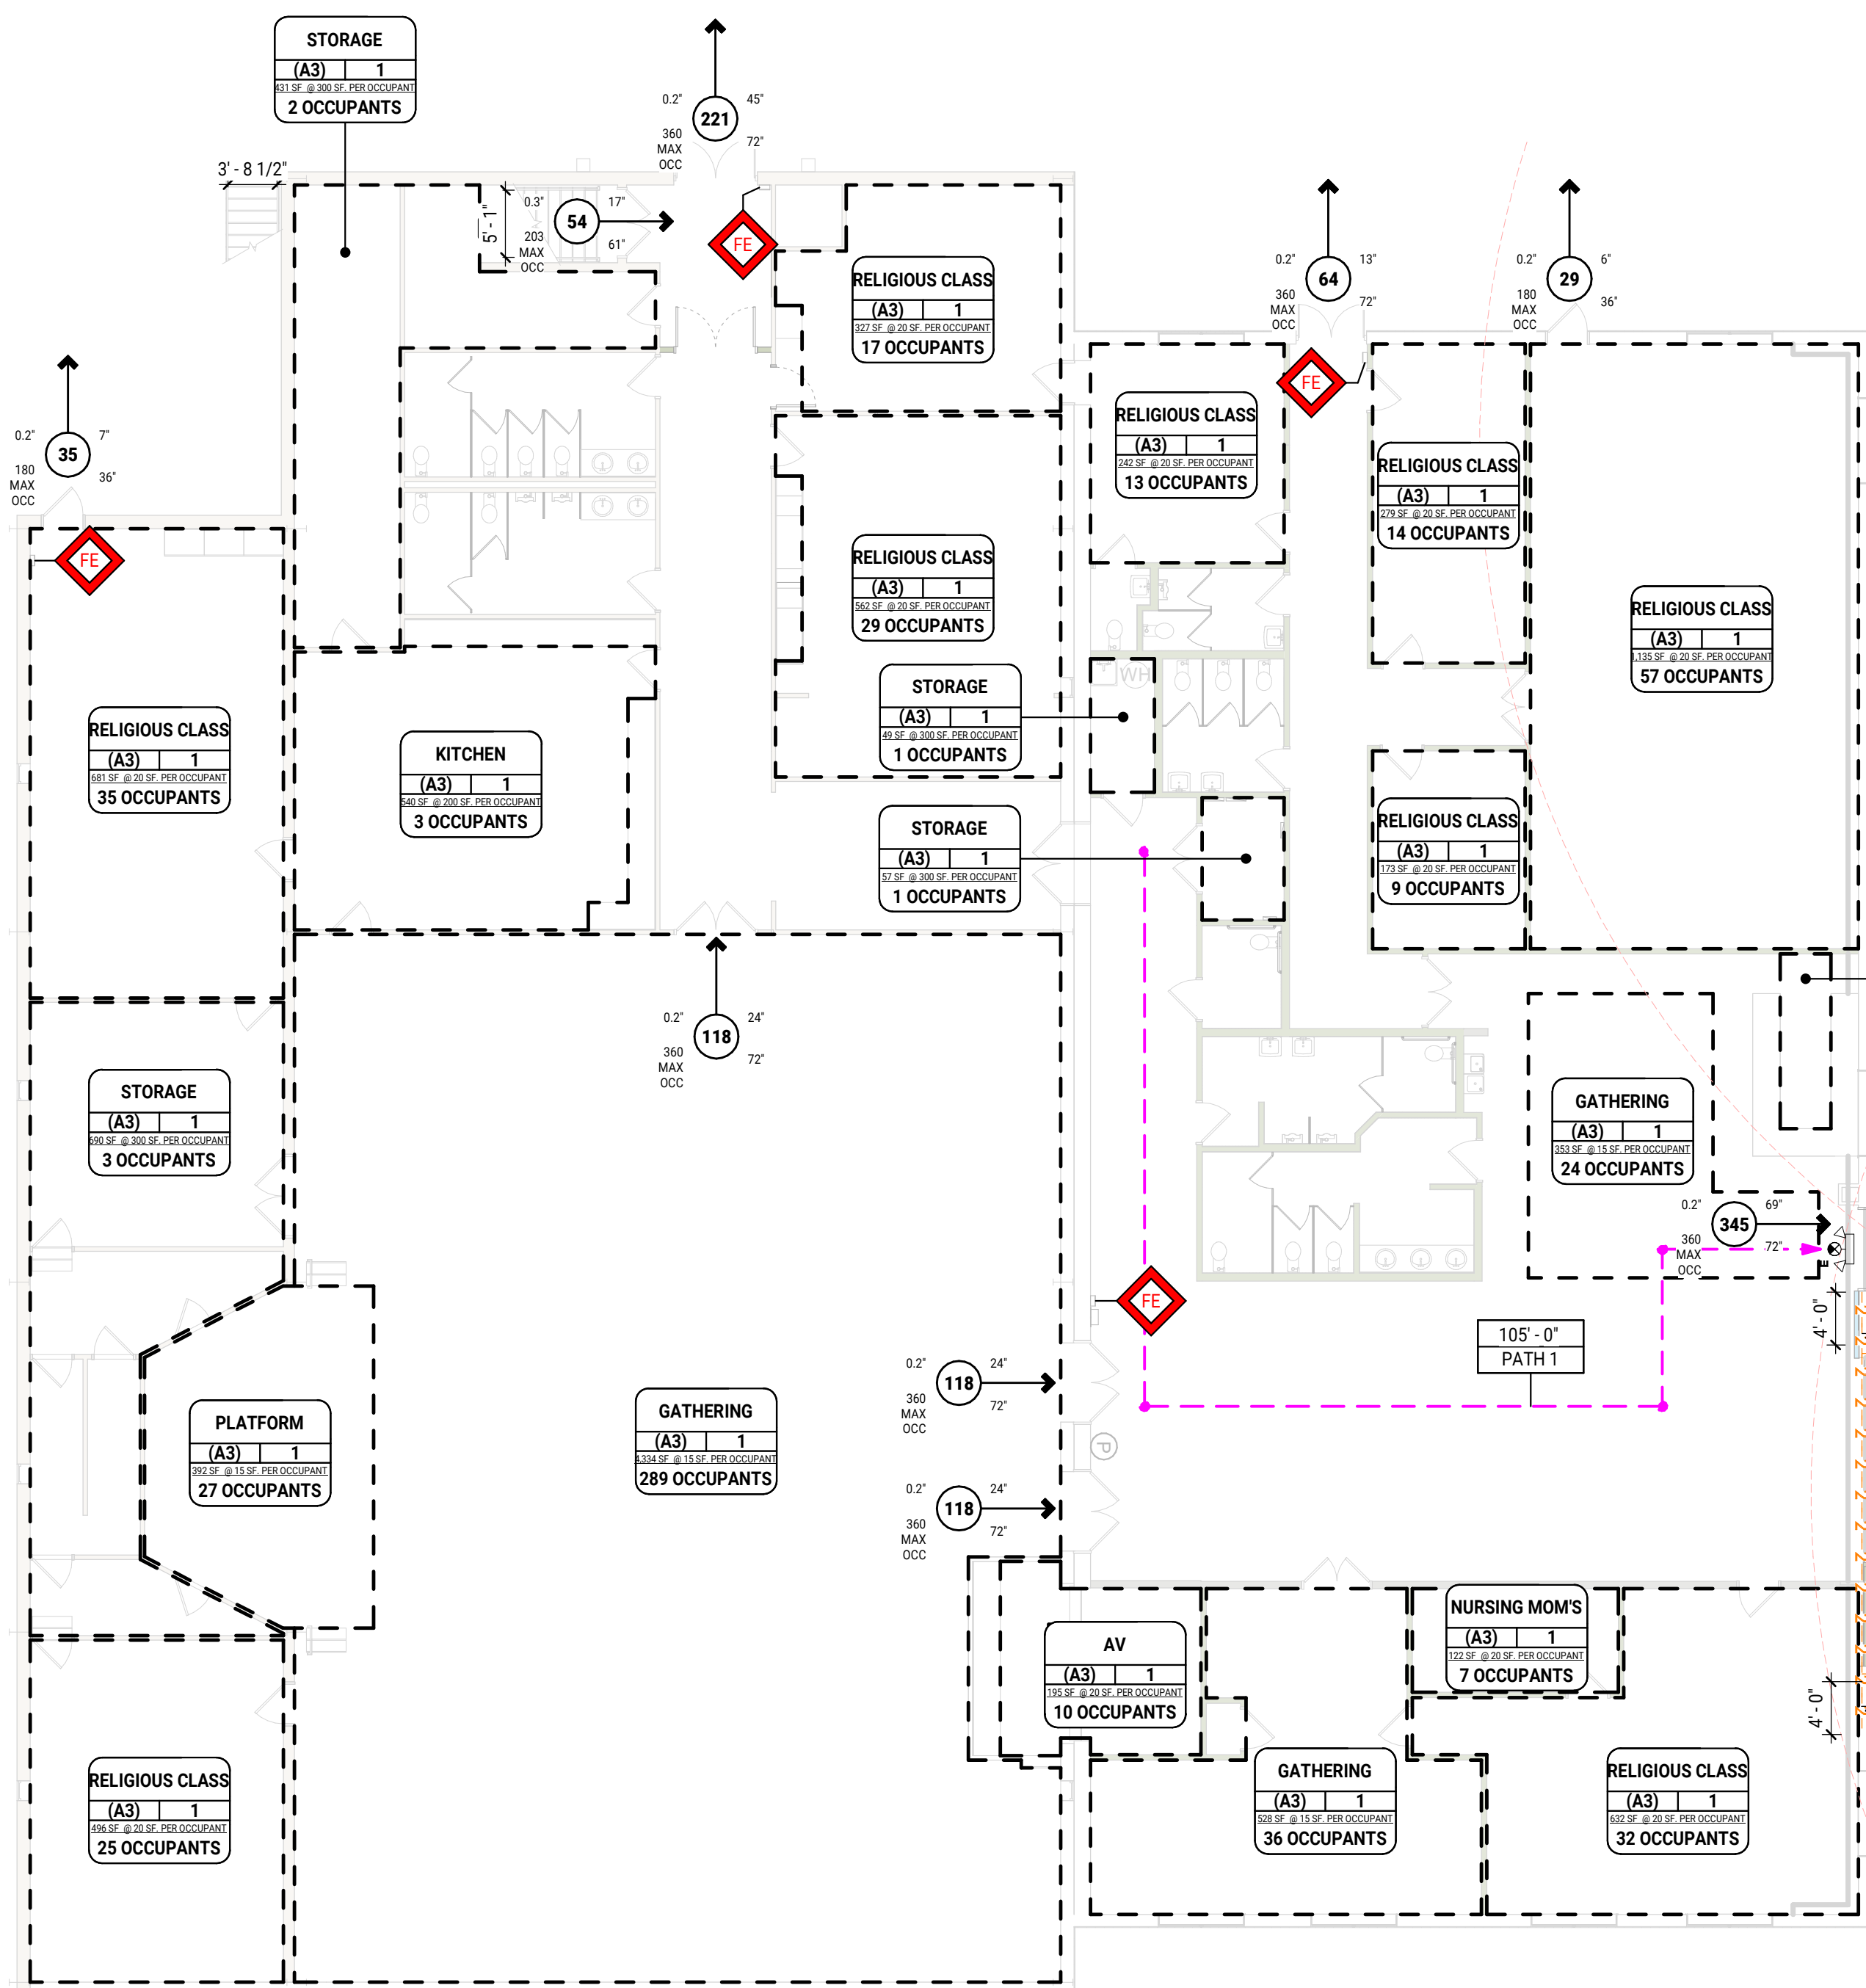 STORAGE
(A3) 1
431 SF @ 300 SF. PER OCCUPANT
2 OCCUPANTS
0.2" 45"
221
360 MAX OCC
72"
3' - 8 1/2"
5' - 1"
0.3" 17"
54
203 MAX OCC
61"
FE
RELIGIOUS CLASS
(A3) 1
327 SF @ 20 SF. PER OCCUPANT
17 OCCUPANTS
0.2" 13"
64
360 MAX OCC
72"
0.2" 6"
29
180 MAX OCC
36"
FE
0.2" 7"
35
180 MAX OCC
36"
FE
RELIGIOUS CLASS
(A3) 1
242 SF @ 20 SF. PER OCCUPANT
13 OCCUPANTS
RELIGIOUS CLASS
(A3) 1
279 SF @ 20 SF. PER OCCUPANT
14 OCCUPANTS
RELIGIOUS CLASS
(A3) 1
562 SF @ 20 SF. PER OCCUPANT
29 OCCUPANTS
RELIGIOUS CLASS
(A3) 1
1,135 SF @ 20 SF. PER OCCUPANT
57 OCCUPANTS
STORAGE
(A3) 1
49 SF @ 300 SF. PER OCCUPANT
1 OCCUPANTS
WH
RELIGIOUS CLASS
(A3) 1
681 SF @ 20 SF. PER OCCUPANT
35 OCCUPANTS
KITCHEN
(A3) 1
540 SF @ 200 SF. PER OCCUPANT
3 OCCUPANTS
STORAGE
(A3) 1
57 SF @ 300 SF. PER OCCUPANT
1 OCCUPANTS
RELIGIOUS CLASS
(A3) 1
173 SF @ 20 SF. PER OCCUPANT
9 OCCUPANTS
0.2" 24"
118
360 MAX OCC
72"
STORAGE
(A3) 1
690 SF @ 300 SF. PER OCCUPANT
3 OCCUPANTS
GATHERING
(A3) 1
353 SF @ 15 SF. PER OCCUPANT
24 OCCUPANTS
0.2" 69"
345
360 MAX OCC
72"
E
FE
4' - 0"
105' - 0"
PATH 1
0.2" 24"
118
360 MAX OCC
72"
PLATFORM
(A3) 1
392 SF @ 15 SF. PER OCCUPANT
27 OCCUPANTS
GATHERING
(A3) 1
4,334 SF @ 15 SF. PER OCCUPANT
289 OCCUPANTS
P
0.2" 24"
118
360 MAX OCC
72"
NURSING MOM'S
(A3) 1
122 SF @ 20 SF. PER OCCUPANT
7 OCCUPANTS
AV
(A3) 1
195 SF @ 20 SF. PER OCCUPANT
10 OCCUPANTS
4' - 0"
RELIGIOUS CLASS
(A3) 1
496 SF @ 20 SF. PER OCCUPANT
25 OCCUPANTS
GATHERING
(A3) 1
528 SF @ 15 SF. PER OCCUPANT
36 OCCUPANTS
RELIGIOUS CLASS
(A3) 1
632 SF @ 20 SF. PER OCCUPANT
32 OCCUPANTS